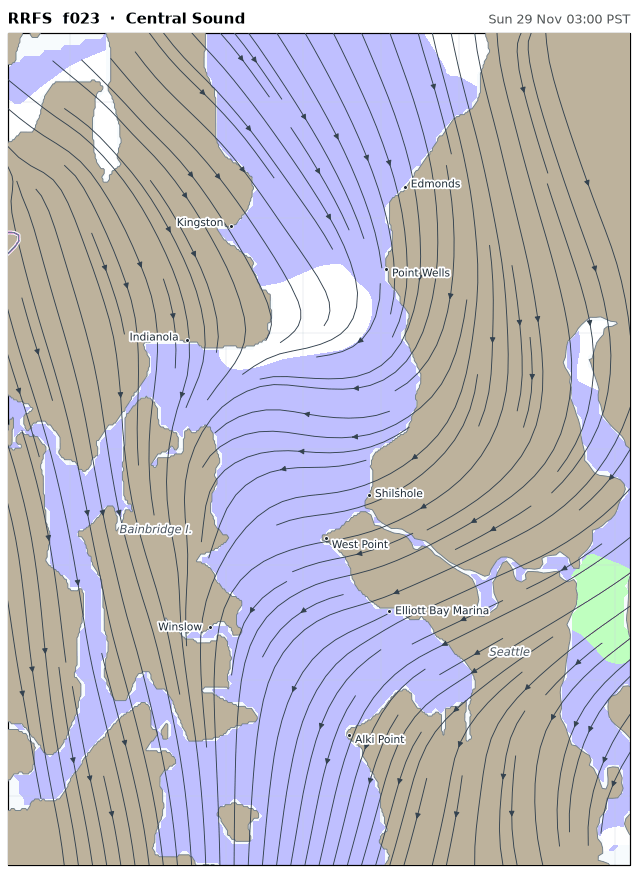 RRFS f023 · Central Sound
Sun 29 Nov 03:00 PST
Edmonds
Kingston
Point Wells
Indianola
Shilshole
Bainbridge I.
West Point
Elliott Bay Marina
Winslow
Seattle
Alki Point